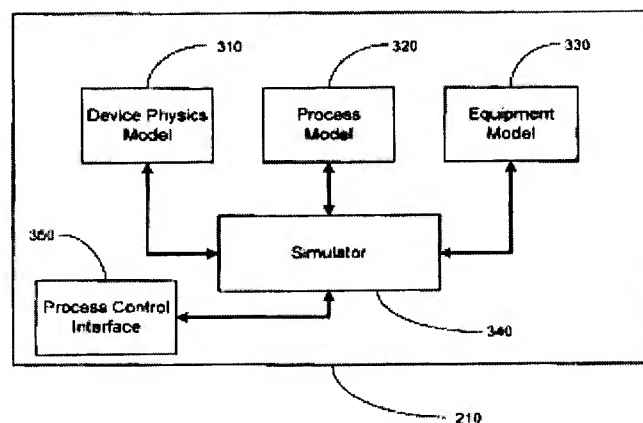 310
320
330
Device Physics
Model
Process
Model
Equipment
Model
Simulator
350
Process Control
Interface
340
210